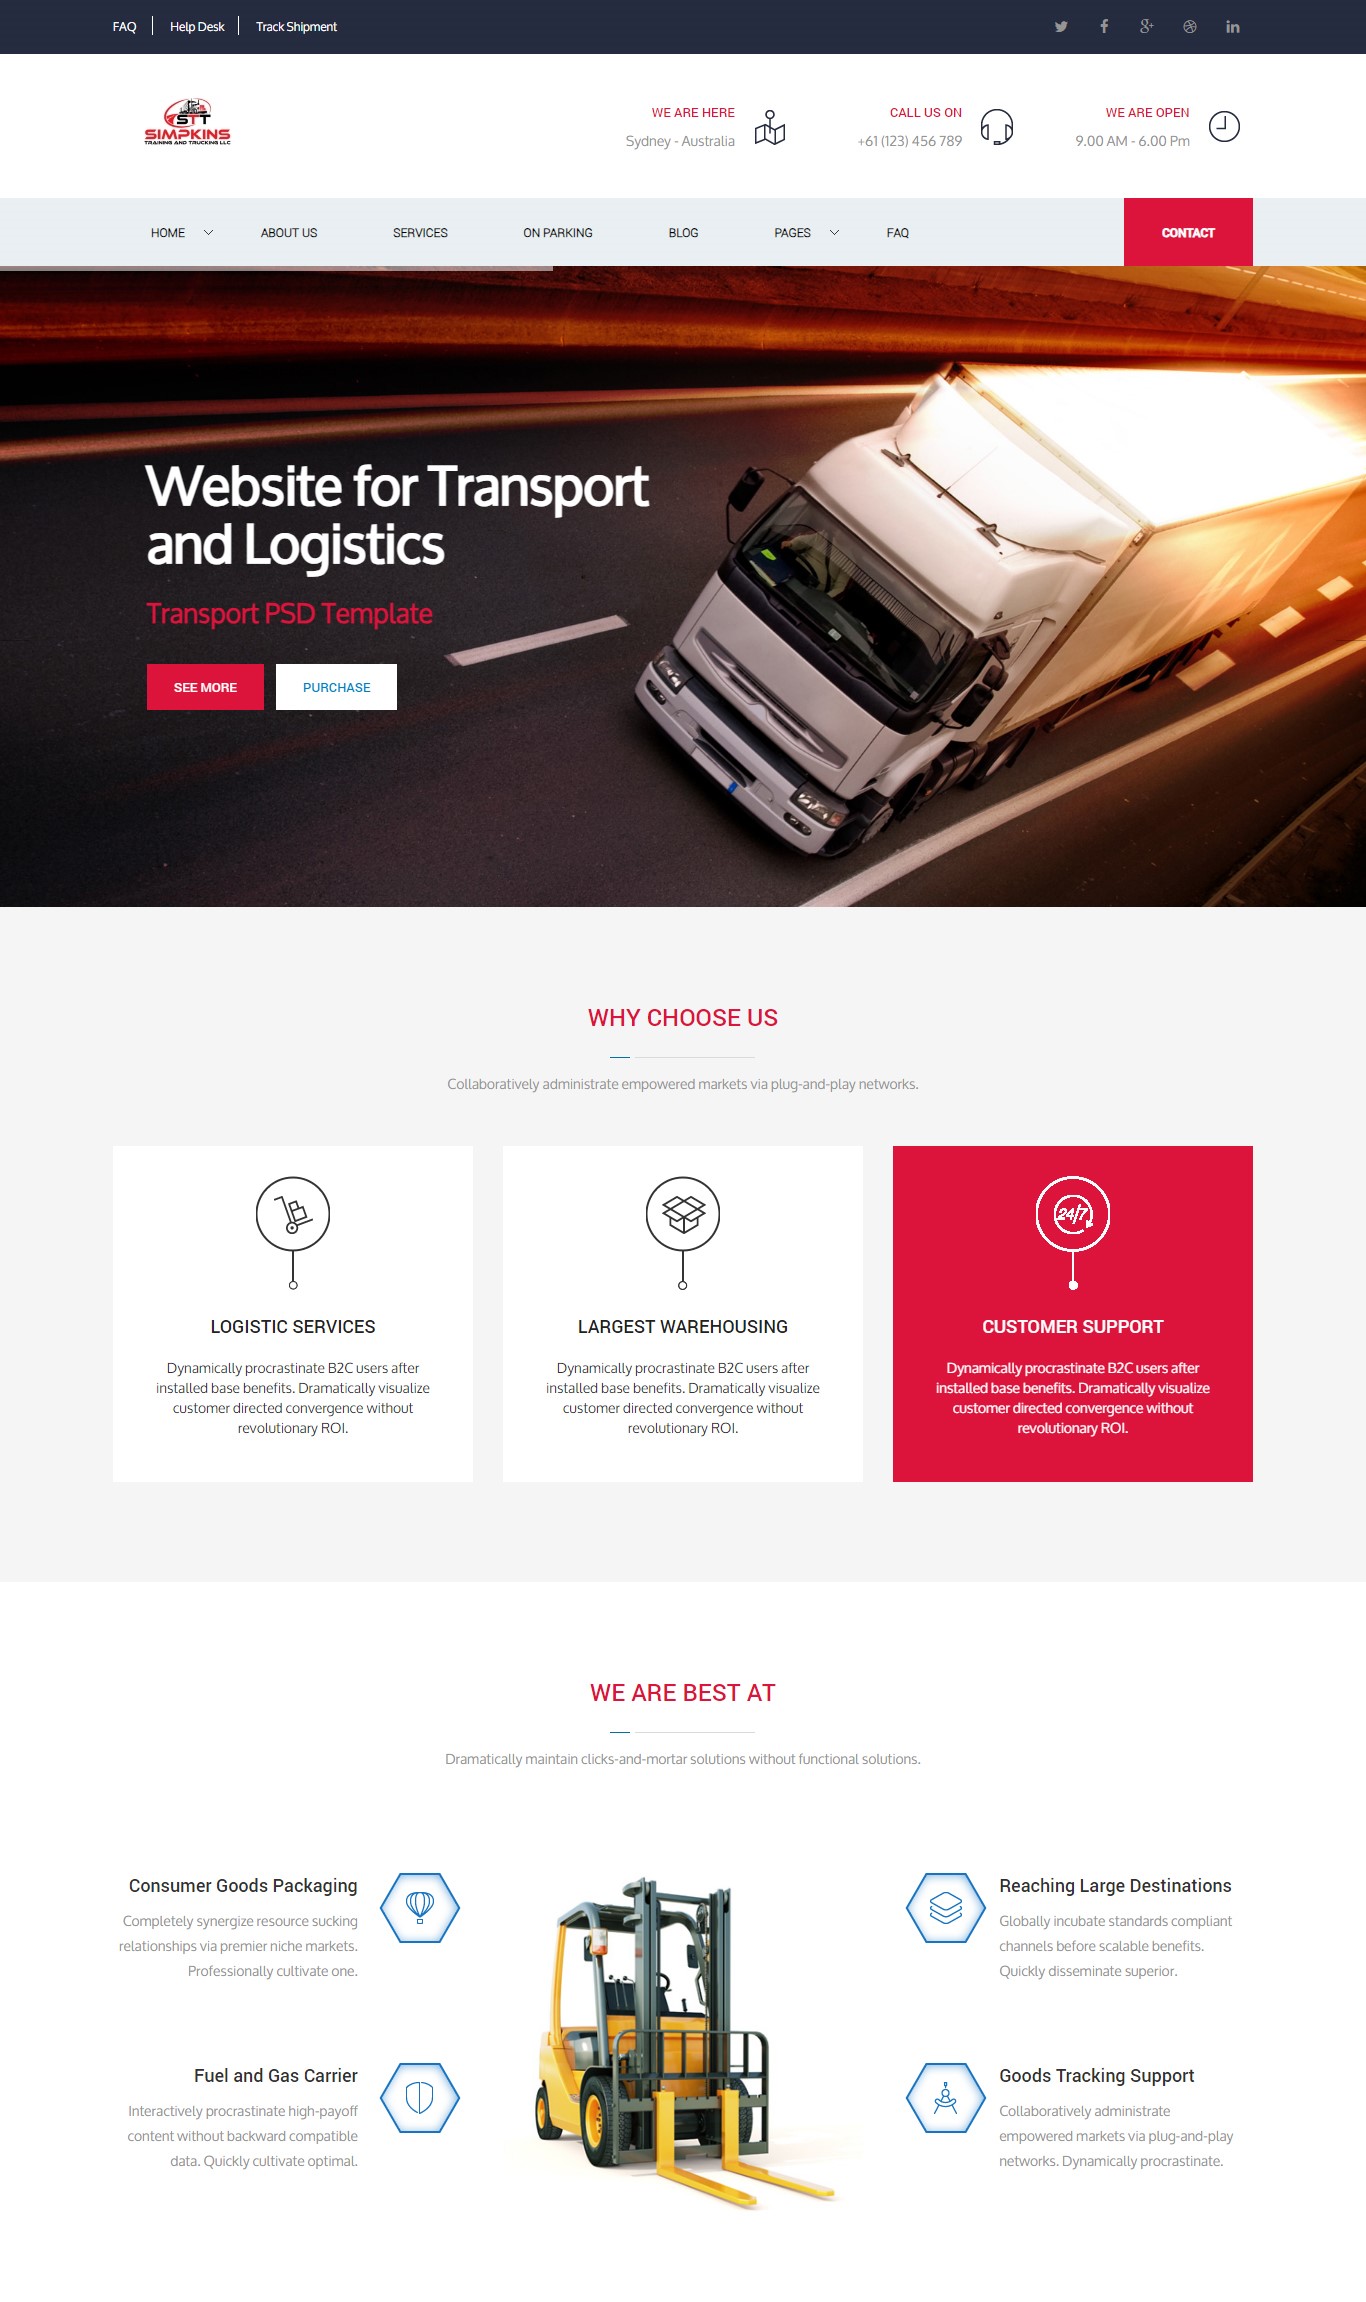 FAQ
Help Desk
Track Shipment
STT
SIMPKINS
TRAINING AND TRUCKING LLC
WE ARE HERE
Sydney - Australia
CALL US ON
+61 (123) 456 789
WE ARE OPEN
9.00 AM - 6.00 Pm
HOME
ABOUT US
SERVICES
ON PARKING
BLOG
PAGES
FAQ
CONTACT
Website for Transport
and Logistics
Transport PSD Template
SEE MORE
PURCHASE
WHY CHOOSE US
Collaboratively administrate empowered markets via plug-and-play networks.
LOGISTIC SERVICES
Dynamically procrastinate B2C users after
installed base benefits. Dramatically visualize
customer directed convergence without
revolutionary ROI.
LARGEST WAREHOUSING
Dynamically procrastinate B2C users after
installed base benefits. Dramatically visualize
customer directed convergence without
revolutionary ROI.
24/7
CUSTOMER SUPPORT
Dynamically procrastinate B2C users after
installed base benefits. Dramatically visualize
customer directed convergence without
revolutionary ROI.
WE ARE BEST AT
Dramatically maintain clicks-and-mortar solutions without functional solutions.
Consumer Goods Packaging
Completely synergize resource sucking
relationships via premier niche markets.
Professionally cultivate one.
Reaching Large Destinations
Globally incubate standards compliant
channels before scalable benefits.
Quickly disseminate superior.
Fuel and Gas Carrier
Interactively procrastinate high-payoff
content without backward compatible
data. Quickly cultivate optimal.
Goods Tracking Support
Collaboratively administrate
empowered markets via plug-and-play
networks. Dynamically procrastinate.